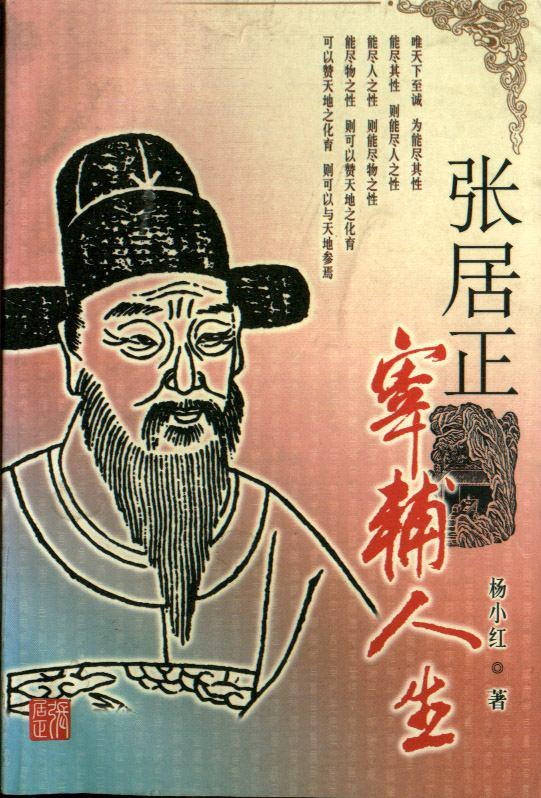 唯天下至诚 为能尽其性
能尽其性 则能尽人之性
能尽人之性 则能尽物之性
能尽物之性 则可以赞天地之化育
可以赞天地之化育 则可以与天地参焉
张居正
宰辅人生
杨小红 ◎ 著
张居正